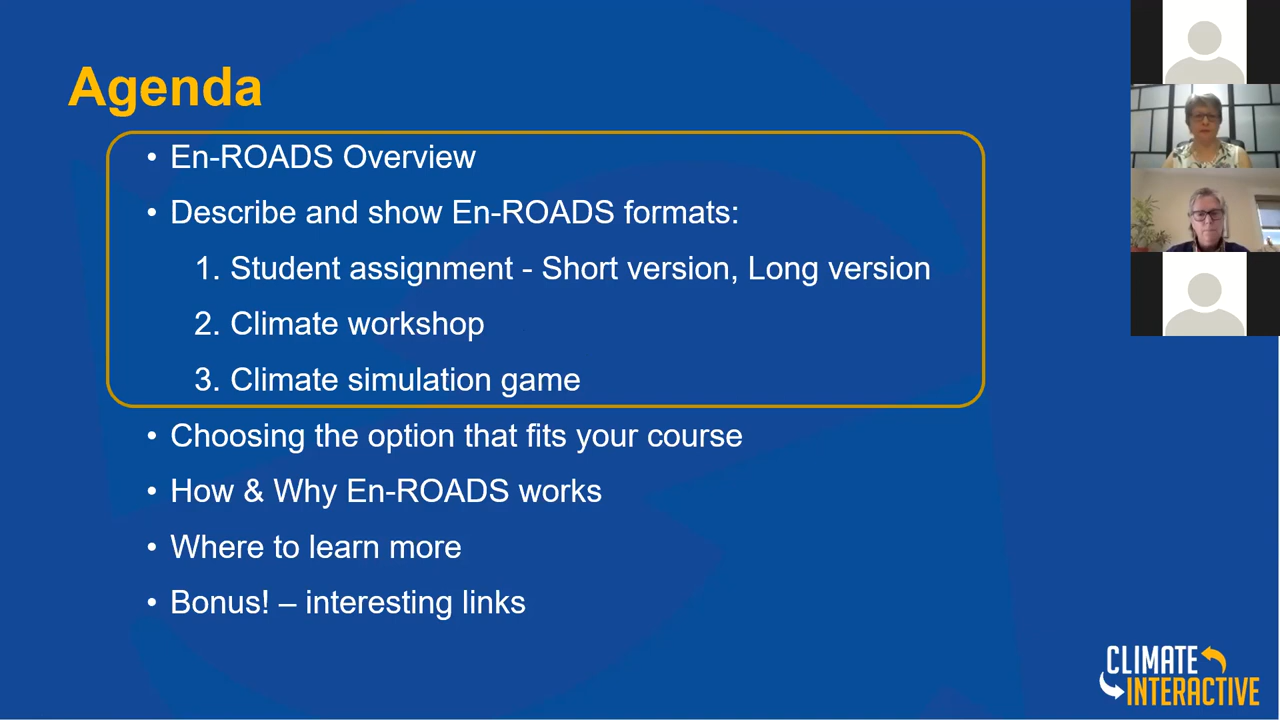 Agenda
• En-ROADS Overview
• Describe and show En-ROADS formats:
1. Student assignment - Short version, Long version
2. Climate workshop
3. Climate simulation game
• Choosing the option that fits your course
• How & Why En-ROADS works
• Where to learn more
• Bonus! – interesting links
CLIMATE
INTERACTIVE